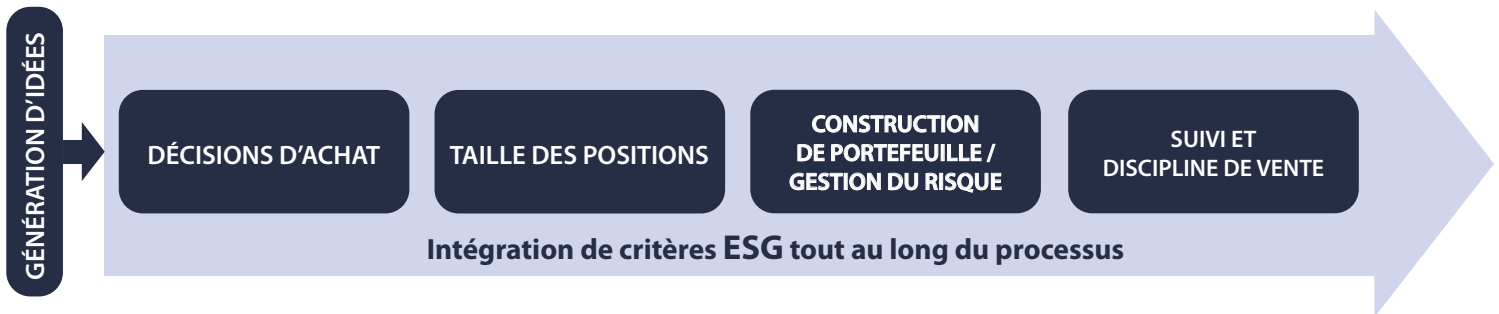 GÉNÉRATION D'IDÉES
DÉCISIONS D'ACHAT
TAILLE DES POSITIONS
CONSTRUCTION
DE PORTEFEUILLE /
GESTION DU RISQUE
SUIVI ET
DISCIPLINE DE VENTE
Intégration de critères ESG tout au long du processus